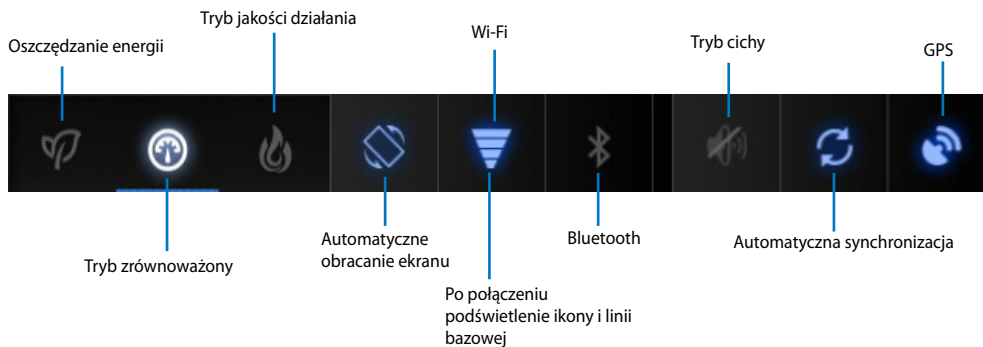 Tryb jakości działania
Oszczędzanie energii
Wi-Fi
Tryb cichy
GPS
Tryb zrównoważony
Automatyczne
obracanie ekranu
Po połączeniu
podświetlenie ikony i linii
bazowej
Bluetooth
Automatyczna synchronizacja